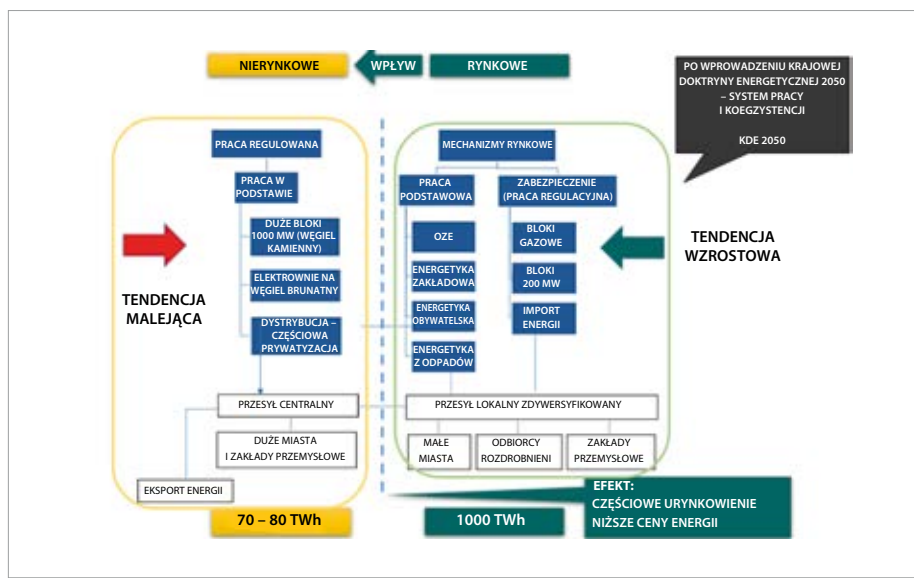 NIERYNKOWE
WPŁYW
RYNKOWE
PO WPROWADZENIU KRAJOWEJ
DOKTRYNY ENERGETYCZNEJ 2050
– SYSTEM PRACY
I KOEGZYSTENCJI
KDE 2050
PRACA REGULOWANA
PRACA W
PODSTAWIE
DUŻE BLOKI
1000 MW (WĘGIEL
KAMIENNY)
ELEKTROWNIE NA
WĘGIEL BRUNATNY
DYSTRYBUCJA –
CZĘŚCIOWA
PRYWATYZACJA
TENDENCJA
MALEJĄCA
PRZESYŁ CENTRALNY
DUŻE MIASTA
I ZAKŁADY PRZEMYSŁOWE
EKSPORT ENERGII
70 – 80 TWh
MECHANIZMY RYNKOWE
PRACA
PODSTAWOWA
OZE
ENERGETYKA
ZAKŁADOWA
ENERGETYKA
OBYWATELSKA
ENERGETYKA
Z ODPADÓW
ZABEZPIECZENIE
(PRACA REGULACYJNA)
BLOKI
GAZOWE
BLOKI
200 MW
IMPORT
ENERGII
TENDENCJA
WZROSTOWA
PRZESYŁ LOKALNY ZDYWERSYFIKOWANY
MAŁE
MIASTA
ODBIORCY
ROZDROBNIENI
ZAKŁADY
PRZEMYSŁOWE
1000 TWh
EFEKT:
CZĘŚCIOWE URYNKOWIENIE
NIŻSZE CENY ENERGII